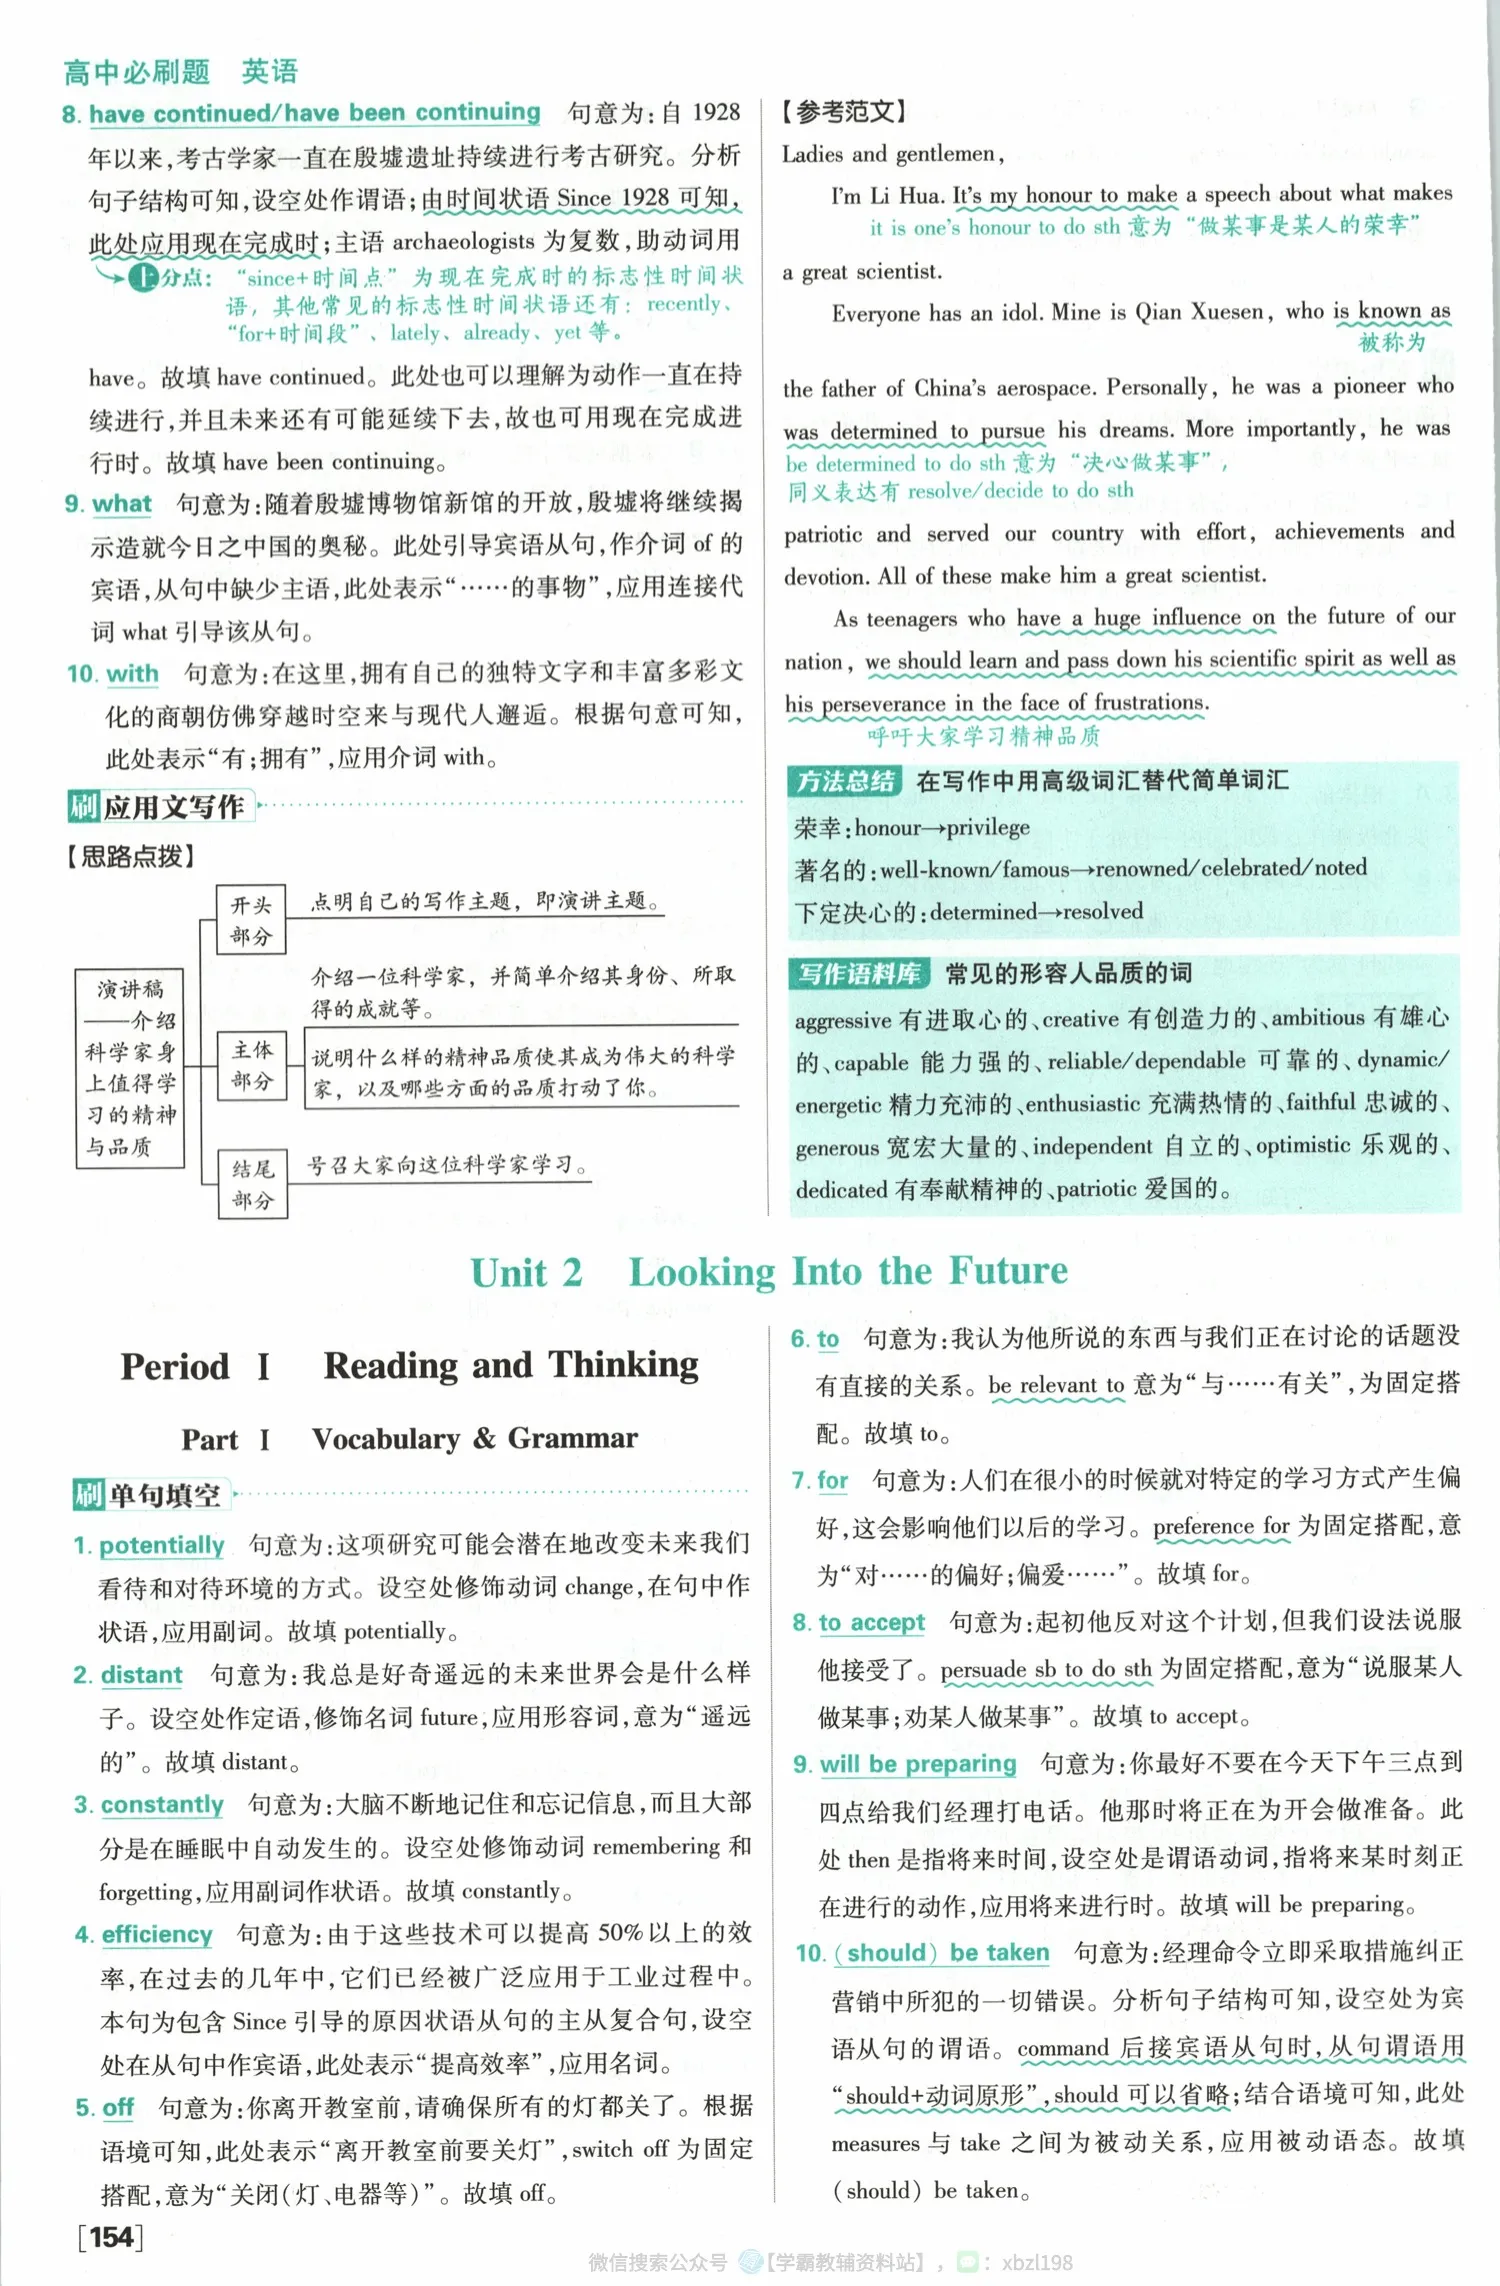 高中必刷题 英语
8. have continued/have been continuing 句意为:自 1928
年以来,考古学家一直在殷墟遗址持续进行考古研究。分析
句子结构可知,设空处作谓语;由时间状语 Since 1928 可知,
此处应用现在完成时;主语 archaeologists 为复数,助动词用
上分点: “since+时间点”为现在完成时的标志性时间状
语, 其他常见的标志性时间状语还有: recently、
“for+时间段”、lately、already、yet 等。
have。故填 have continued。此处也可以理解为动作一直在持
续进行,并且未来还有可能延续下去,故也可用现在完成进
行时。故填 have been continuing。
9. what 句意为:随着殷墟博物馆新馆的开放,殷墟将继续揭
示造就今日之中国的奥秘。此处引导宾语从句,作介词 of 的
宾语,从句中缺少主语,此处表示“……的事物”,应用连接代
词 what 引导该从句。
10. with 句意为:在这里,拥有自己的独特文字和丰富多彩文
化的商朝仿佛穿越时空来与现代人邂逅。根据句意可知,
此处表示“有;拥有”,应用介词 with。
刷 应用文写作
【思路点拨】
演讲稿
——介绍
科学家身
上值得学
习的精神
与品质
开头
部分
点明自己的写作主题, 即演讲主题。
主体
部分
介绍一位科学家, 并简单介绍其身份、所取
得的成就等。
说明什么样的精神品质使其成为伟大的科学
家, 以及哪些方面的品质打动了你。
结尾
部分
号召大家向这位科学家学习。
【参考范文】
Ladies and gentlemen,
I'm Li Hua. It's my honour to make a speech about what makes
it is one's honour to do sth 意为“做某事是某人的荣幸”
a great scientist.
Everyone has an idol. Mine is Qian Xuesen, who is known as
被称为
the father of China's aerospace. Personally, he was a pioneer who
was determined to pursue his dreams. More importantly, he was
be determined to do sth 意为“决心做某事”,
同义表达有 resolve/decide to do sth
patriotic and served our country with effort, achievements and
devotion. All of these make him a great scientist.
As teenagers who have a huge influence on the future of our
nation, we should learn and pass down his scientific spirit as well as
his perseverance in the face of frustrations.
呼吁大家学习精神品质
方法总结 在写作中用高级词汇替代简单词汇
荣幸:honour→privilege
著名的:well-known/famous→renowned/celebrated/noted
下定决心的:determined→resolved
写作语料库 常见的形容人品质的词
aggressive 有进取心的、creative 有创造力的、ambitious 有雄心
的、capable 能力强的、reliable/dependable 可靠的、dynamic/
energetic 精力充沛的、enthusiastic 充满热情的、faithful 忠诚的、
generous 宽宏大量的、independent 自立的、optimistic 乐观的、
dedicated 有奉献精神的、patriotic 爱国的。
Unit 2 Looking Into the Future
Period Ⅰ Reading and Thinking
Part Ⅰ Vocabulary & Grammar
刷 单句填空
1. potentially 句意为:这项研究可能会潜在地改变未来我们
看待和对待环境的方式。设空处修饰动词 change,在句中作
状语,应用副词。故填 potentially。
2. distant 句意为:我总是好奇遥远的未来世界会是什么样
子。设空处作定语,修饰名词 future,应用形容词,意为“遥远
的”。故填 distant。
3. constantly 句意为:大脑不断地记住和忘记信息,而且大部
分是在睡眠中自动发生的。设空处修饰动词 remembering 和
forgetting,应用副词作状语。故填 constantly。
4. efficiency 句意为:由于这些技术可以提高 50%以上的效
率,在过去的几年中,它们已经被广泛应用于工业过程中。
本句为包含 Since 引导的原因状语从句的主从复合句,设空
处在从句中作宾语,此处表示“提高效率”,应用名词。
5. off 句意为:你离开教室前,请确保所有的灯都关了。根据
语境可知,此处表示“离开教室前要关灯”,switch off 为固定
搭配,意为“关闭(灯、电器等)”。故填 off。
6. to 句意为:我认为他所说的东西与我们正在讨论的话题没
有直接的关系。be relevant to 意为“与……有关”,为固定搭
配。故填 to。
7. for 句意为:人们在很小的时候就对特定的学习方式产生偏
好,这会影响他们以后的学习。preference for 为固定搭配,意
为“对……的偏好;偏爱……”。故填 for。
8. to accept 句意为:起初他反对这个计划,但我们设法说服
他接受了。persuade sb to do sth 为固定搭配,意为“说服某人
做某事;劝某人做某事”。故填 to accept。
9. will be preparing 句意为:你最好不要在今天下午三点到
四点给我们经理打电话。他那时将正在为开会做准备。此
处 then 是指将来时间,设空处是谓语动词,指将来某时刻正
在进行的动作,应用将来进行时。故填 will be preparing。
10. (should) be taken 句意为:经理命令立即采取措施纠正
营销中所犯的一切错误。分析句子结构可知,设空处为宾
语从句的谓语。command 后接宾语从句时,从句谓语用
“should+动词原形”,should 可以省略;结合语境可知,此处
measures 与 take 之间为被动关系,应用被动语态。故填
(should) be taken。
[154]
微信搜索公众号 【学霸教辅资料站】, : xbzl198